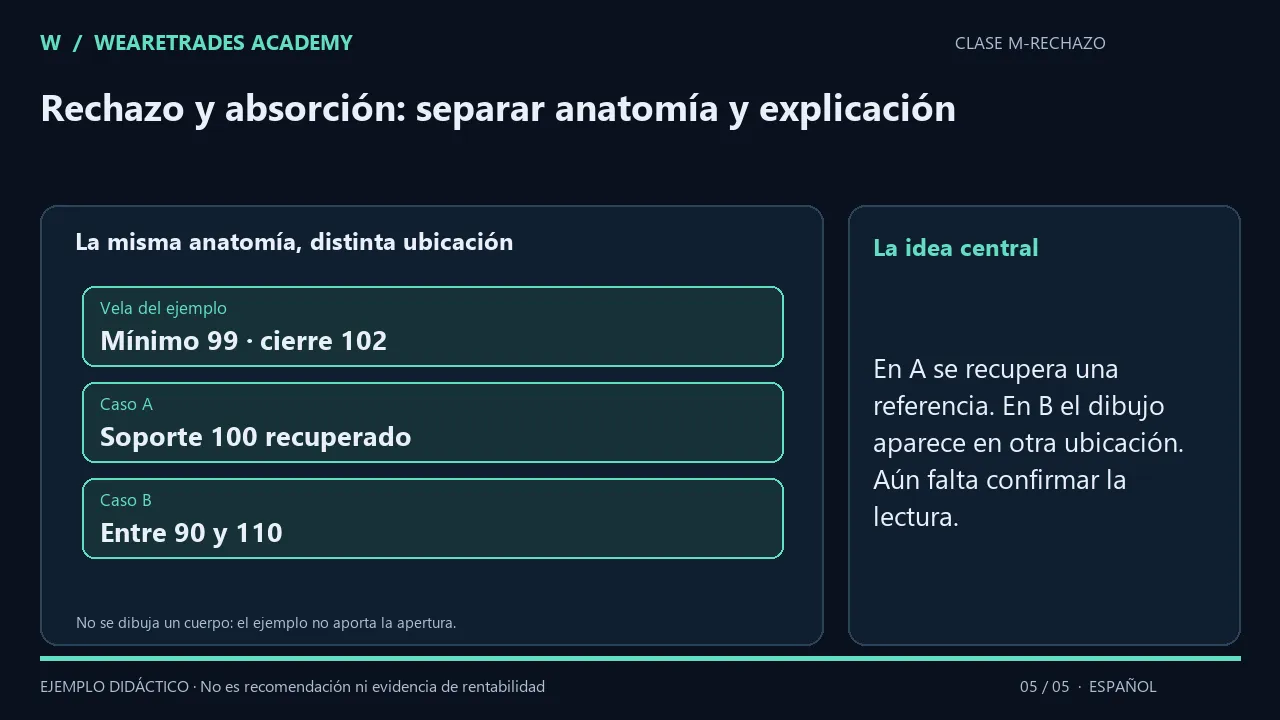 W / WEARETRADES ACADEMY
CLASE M-RECHAZO
Rechazo y absorción: separar anatomía y explicación
La misma anatomía, distinta ubicación
Vela del ejemplo
Mínimo 99 · cierre 102
Caso A
Soporte 100 recuperado
Caso B
Entre 90 y 110
No se dibuja un cuerpo: el ejemplo no aporta la apertura.
La idea central
En A se recupera una
referencia. En B el dibujo
aparece en otra ubicación.
Aún falta confirmar la
lectura.
EJEMPLO DIDÁCTICO · No es recomendación ni evidencia de rentabilidad
05 / 05 · ESPAÑOL